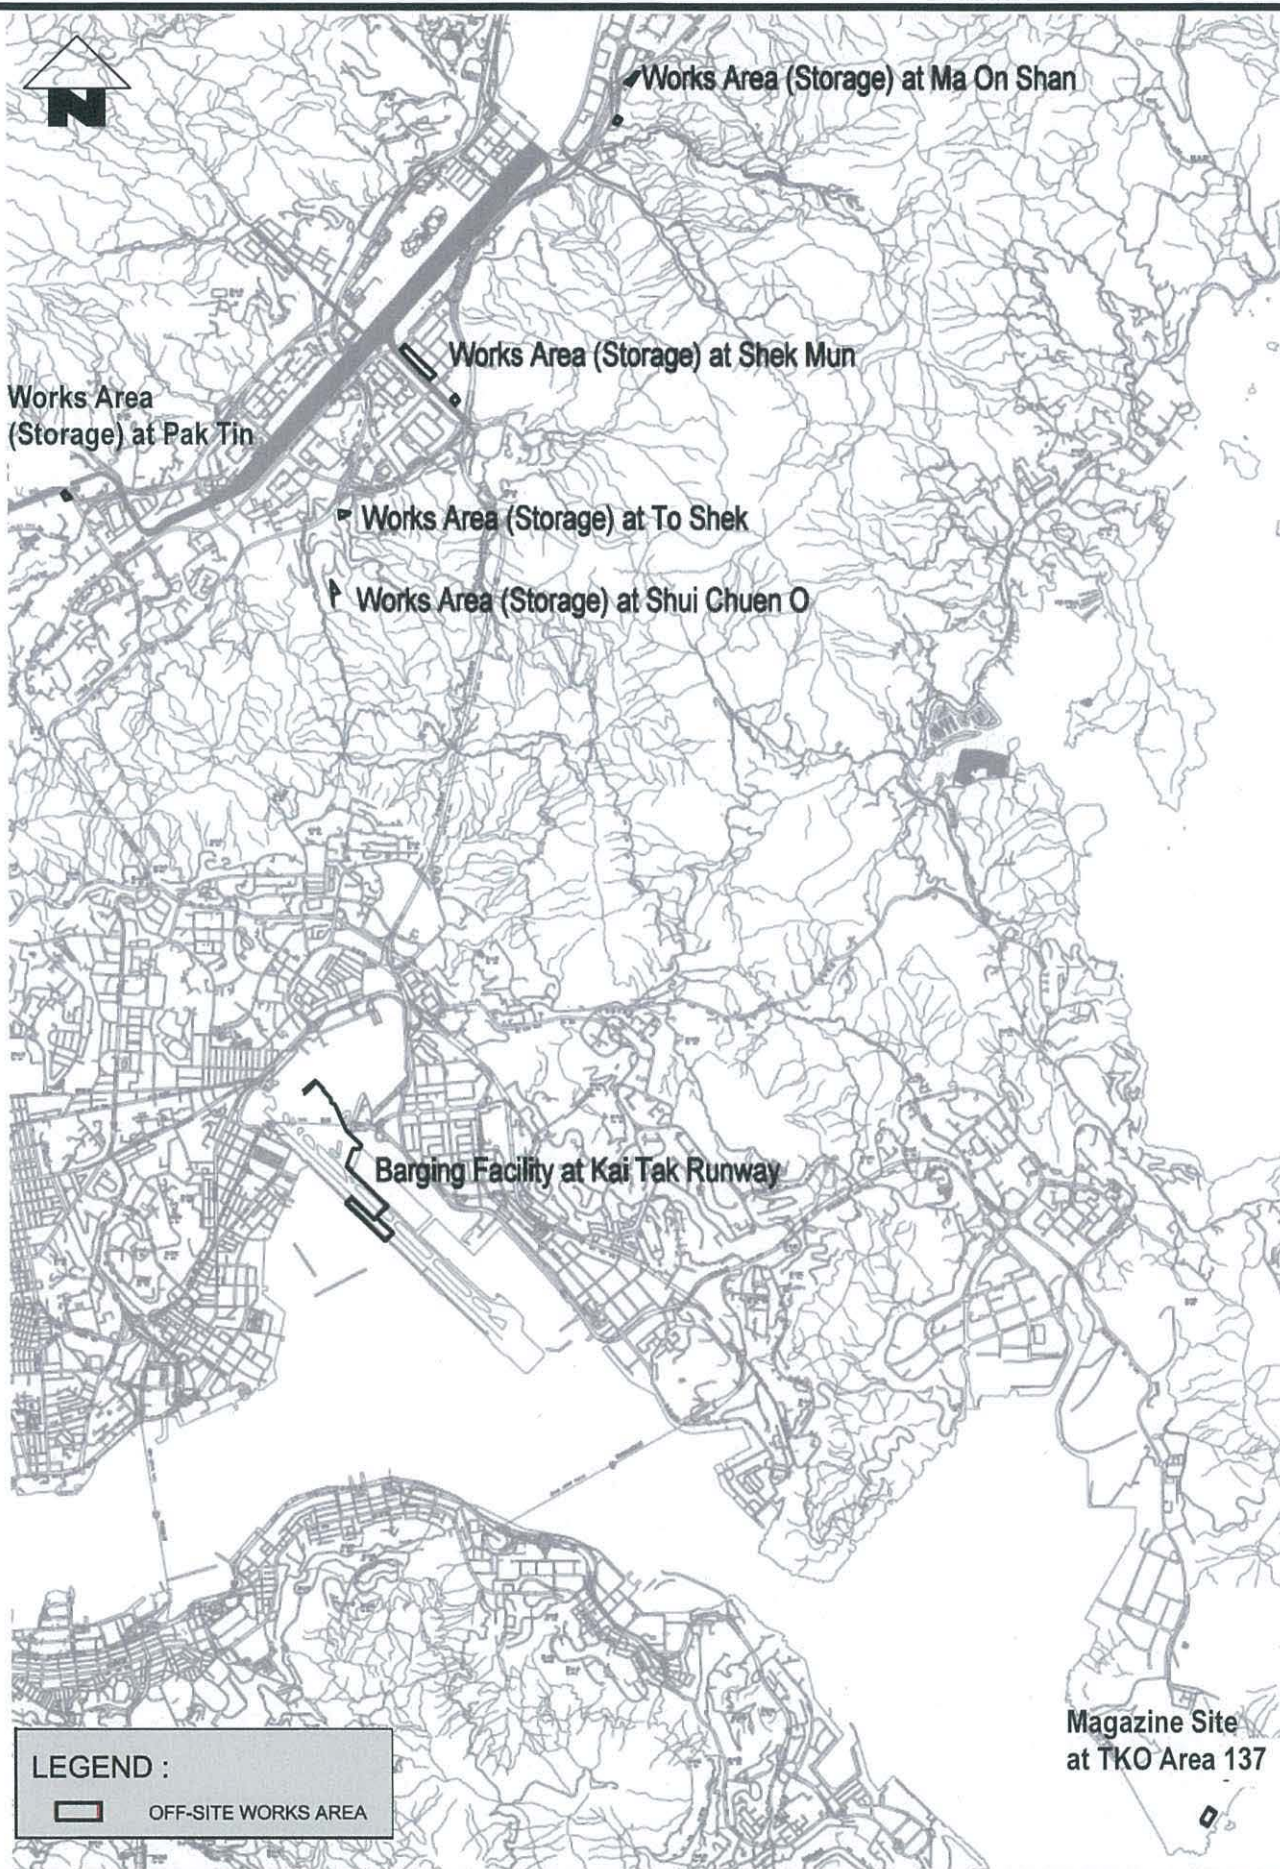 N
Works Area (Storage) at Ma On Shan
Works Area (Storage) at Shek Mun
Works Area
(Storage) at Pak Tin
Works Area (Storage) at To Shek
Works Area (Storage) at Shui Chuen O
Barging Facility at Kai Tak Runway
Magazine Site
at TKO Area 137
LEGEND :
OFF-SITE WORKS AREA